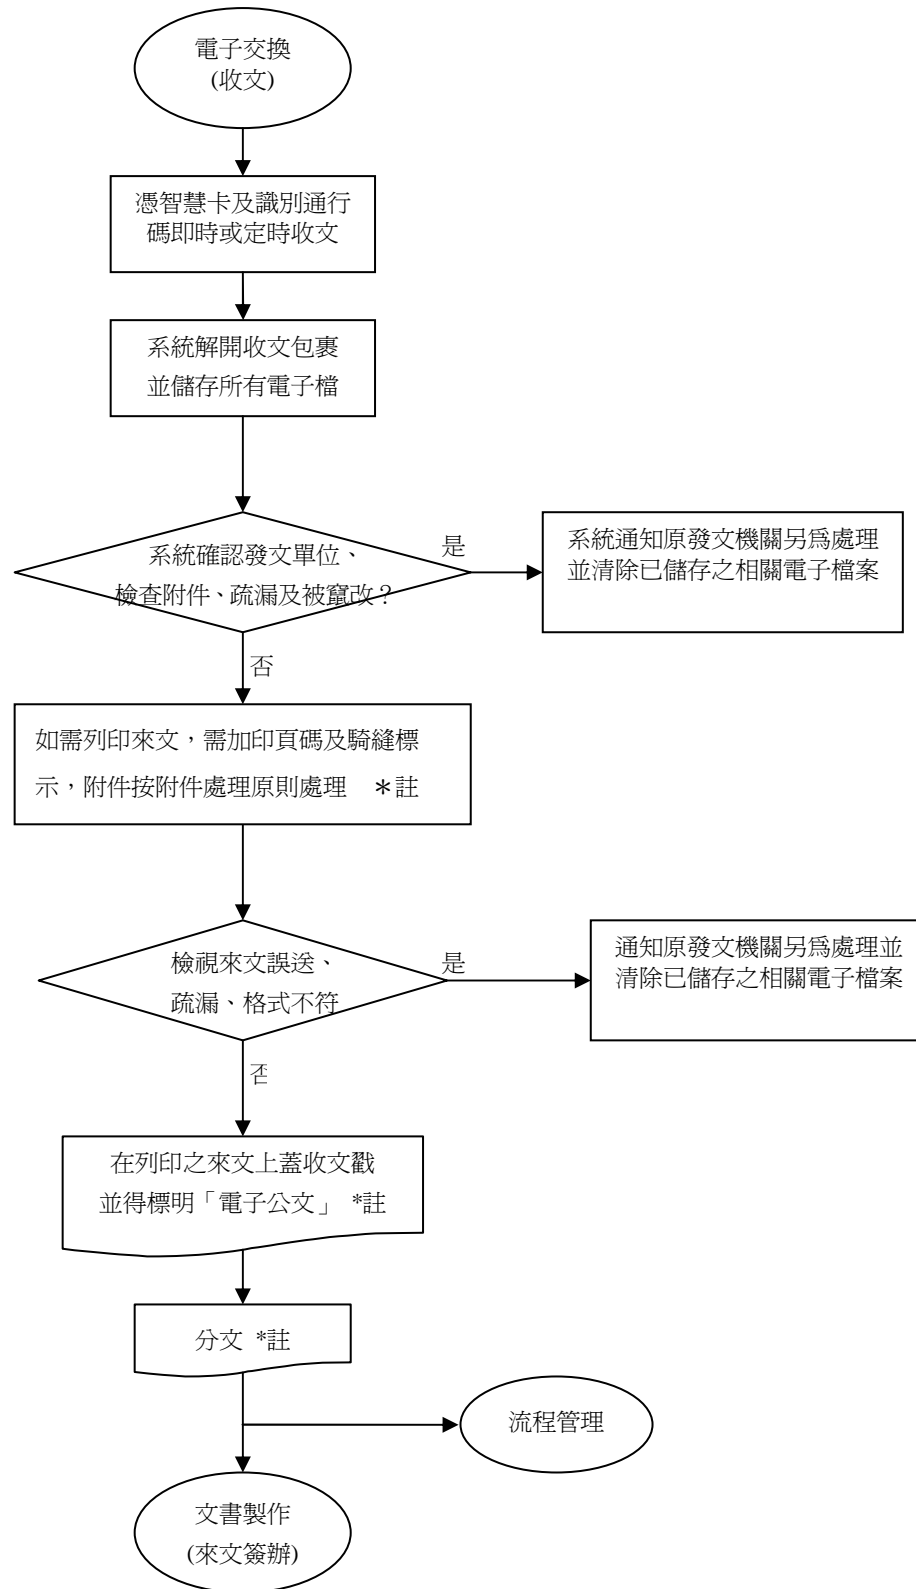 電子交換
(收文)
憑智慧卡及識別通行
碼即時或定時收文
系統解開收文包裹
並儲存所有電子檔
系統確認發文單位、
檢查附件、疏漏及被竄改？
是
系統通知原發文機關另為處理
並清除已儲存之相關電子檔案
否
如需列印來文，需加印頁碼及騎縫標
示，附件按附件處理原則處理　＊註
檢視來文誤送、
疏漏、格式不符
是
通知原發文機關另為處理並
清除已儲存之相關電子檔案
否
在列印之來文上蓋收文戳
並得標明「電子公文」 *註
分文 *註
流程管理
文書製作
(來文簽辦)